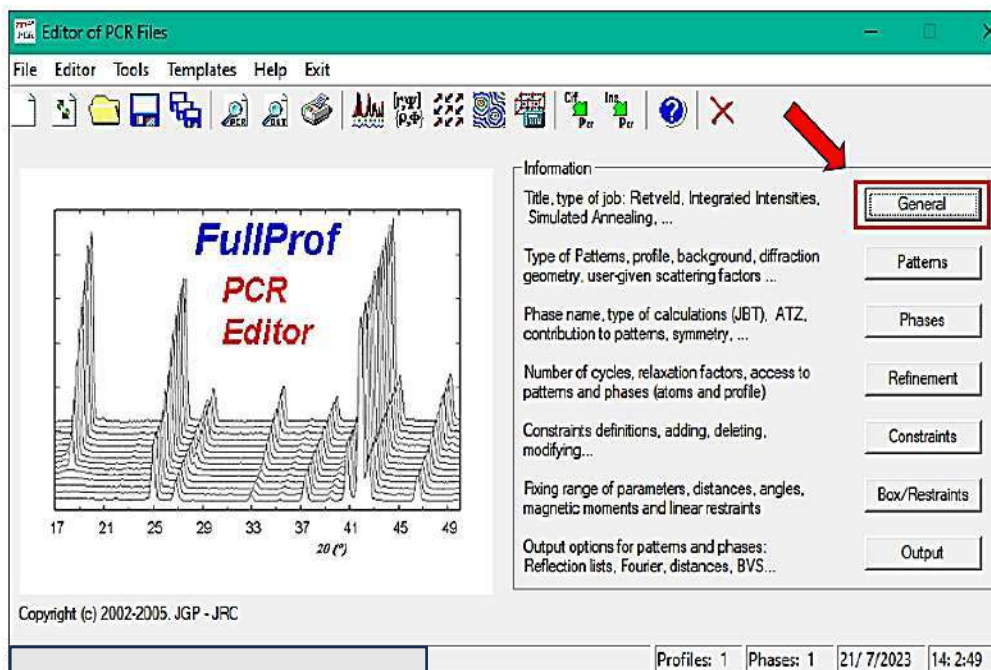 Editor of PCR Files
File Editor Tools Templates Help Exit
Information
Title, type of job: Rietveld, Integrated Intensities,
Simulated Annealing, ...
General
Type of Patterns, profile, background, diffraction
geometry, user-given scattering factors ...
Patterns
Phase name, type of calculations (JBT), ATZ,
contribution to patterns, symmetry, ...
Phases
Number of cycles, relaxation factors, access to
patterns and phases (atoms and profile)
Refinement
Constraints definitions, adding, deleting,
modifying...
Constraints
Fixing range of parameters, distances, angles,
magnetic moments and linear restraints
Box/Restraints
Output options for patterns and phases:
Reflection lists, Fourier, distances, BVS...
Output
FullProf
PCR
Editor
17 21 25 29 33 37 41 45 49
2θ (°)
Copyright (c) 2002-2005. JGP - JRC
Profiles: 1 Phases: 1 21/ 7/2023 14: 2:49